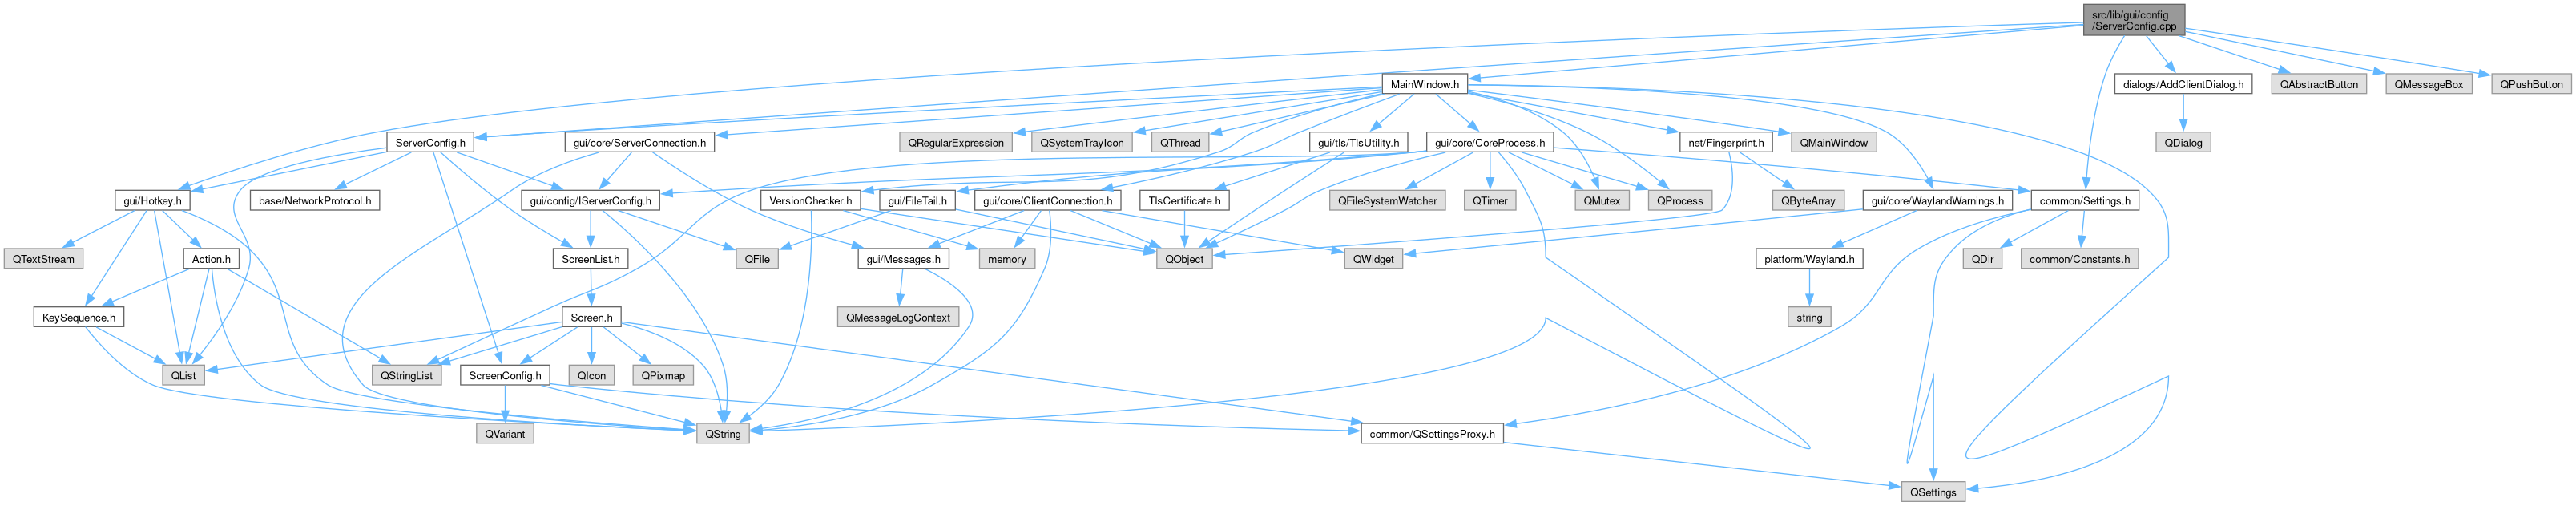 src/lib/gui/config
/ServerConfig.cpp
MainWindow.h
dialogs/AddClientDialog.h
QAbstractButton
QMessageBox
QPushButton
ServerConfig.h
gui/core/ServerConnection.h
QRegularExpression
QSystemTrayIcon
QThread
gui/tls/TlsUtility.h
gui/core/CoreProcess.h
net/Fingerprint.h
QMainWindow
QDialog
gui/Hotkey.h
base/NetworkProtocol.h
gui/config/IServerConfig.h
VersionChecker.h
gui/FileTail.h
gui/core/ClientConnection.h
TlsCertificate.h
QFileSystemWatcher
QTimer
QMutex
QProcess
QByteArray
gui/core/WaylandWarnings.h
common/Settings.h
QTextStream
Action.h
ScreenList.h
QFile
gui/Messages.h
memory
QObject
QWidget
platform/Wayland.h
QDir
common/Constants.h
KeySequence.h
Screen.h
QMessageLogContext
string
QList
QStringList
ScreenConfig.h
QIcon
QPixmap
QVariant
QString
common/QSettingsProxy.h
QSettings